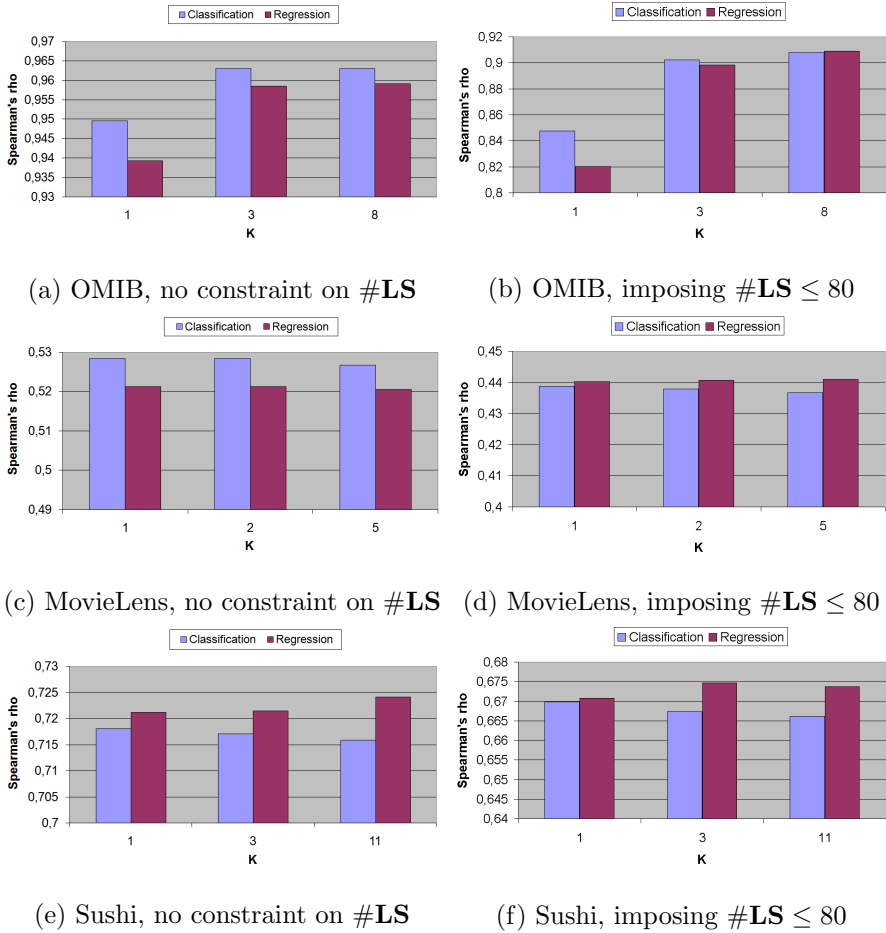 Classification Regression
Spearman's rho
0,97
0,965
0,96
0,955
0,95
0,945
0,94
0,935
0,93
1 3 8
K
(a) OMIB, no constraint on #LS
Classification Regression
Spearman's rho
0,92
0,9
0,88
0,86
0,84
0,82
0,8
1 3 8
K
(b) OMIB, imposing #LS ≤ 80
Classification Regression
Spearman's rho
0,53
0,52
0,51
0,5
0,49
1 2 5
K
(c) MovieLens, no constraint on #LS
Classification Regression
Spearman's rho
0,45
0,44
0,43
0,42
0,41
0,4
1 2 5
K
(d) MovieLens, imposing #LS ≤ 80
Classification Regression
Spearman's rho
0,73
0,725
0,72
0,715
0,71
0,705
0,7
1 3 11
K
(e) Sushi, no constraint on #LS
Classification Regression
Spearman's rho
0,68
0,675
0,67
0,665
0,66
0,655
0,65
0,645
0,64
1 3 11
K
(f) Sushi, imposing #LS ≤ 80